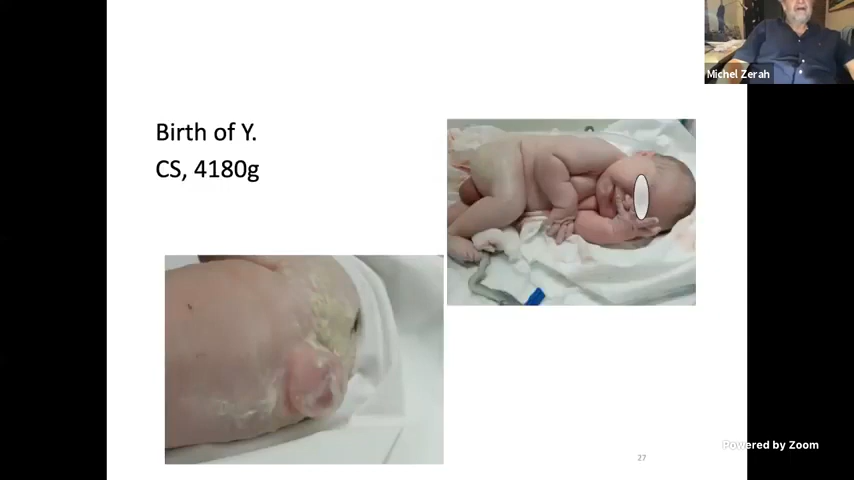 Michel Zerah
Birth of Y.
CS, 4180g
Powered by Zoom
27